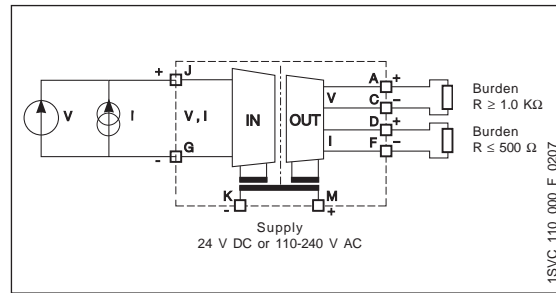 + J
V I
V, I
G
-
IN
OUT
A +
V
C –
D +
I
F –
Burden
R ≥ 1.0 KΩ
Burden
R ≤ 500 Ω
K
-
M
+
Supply
24 V DC or 110-240 V AC
1SVC 110 000 F 0207